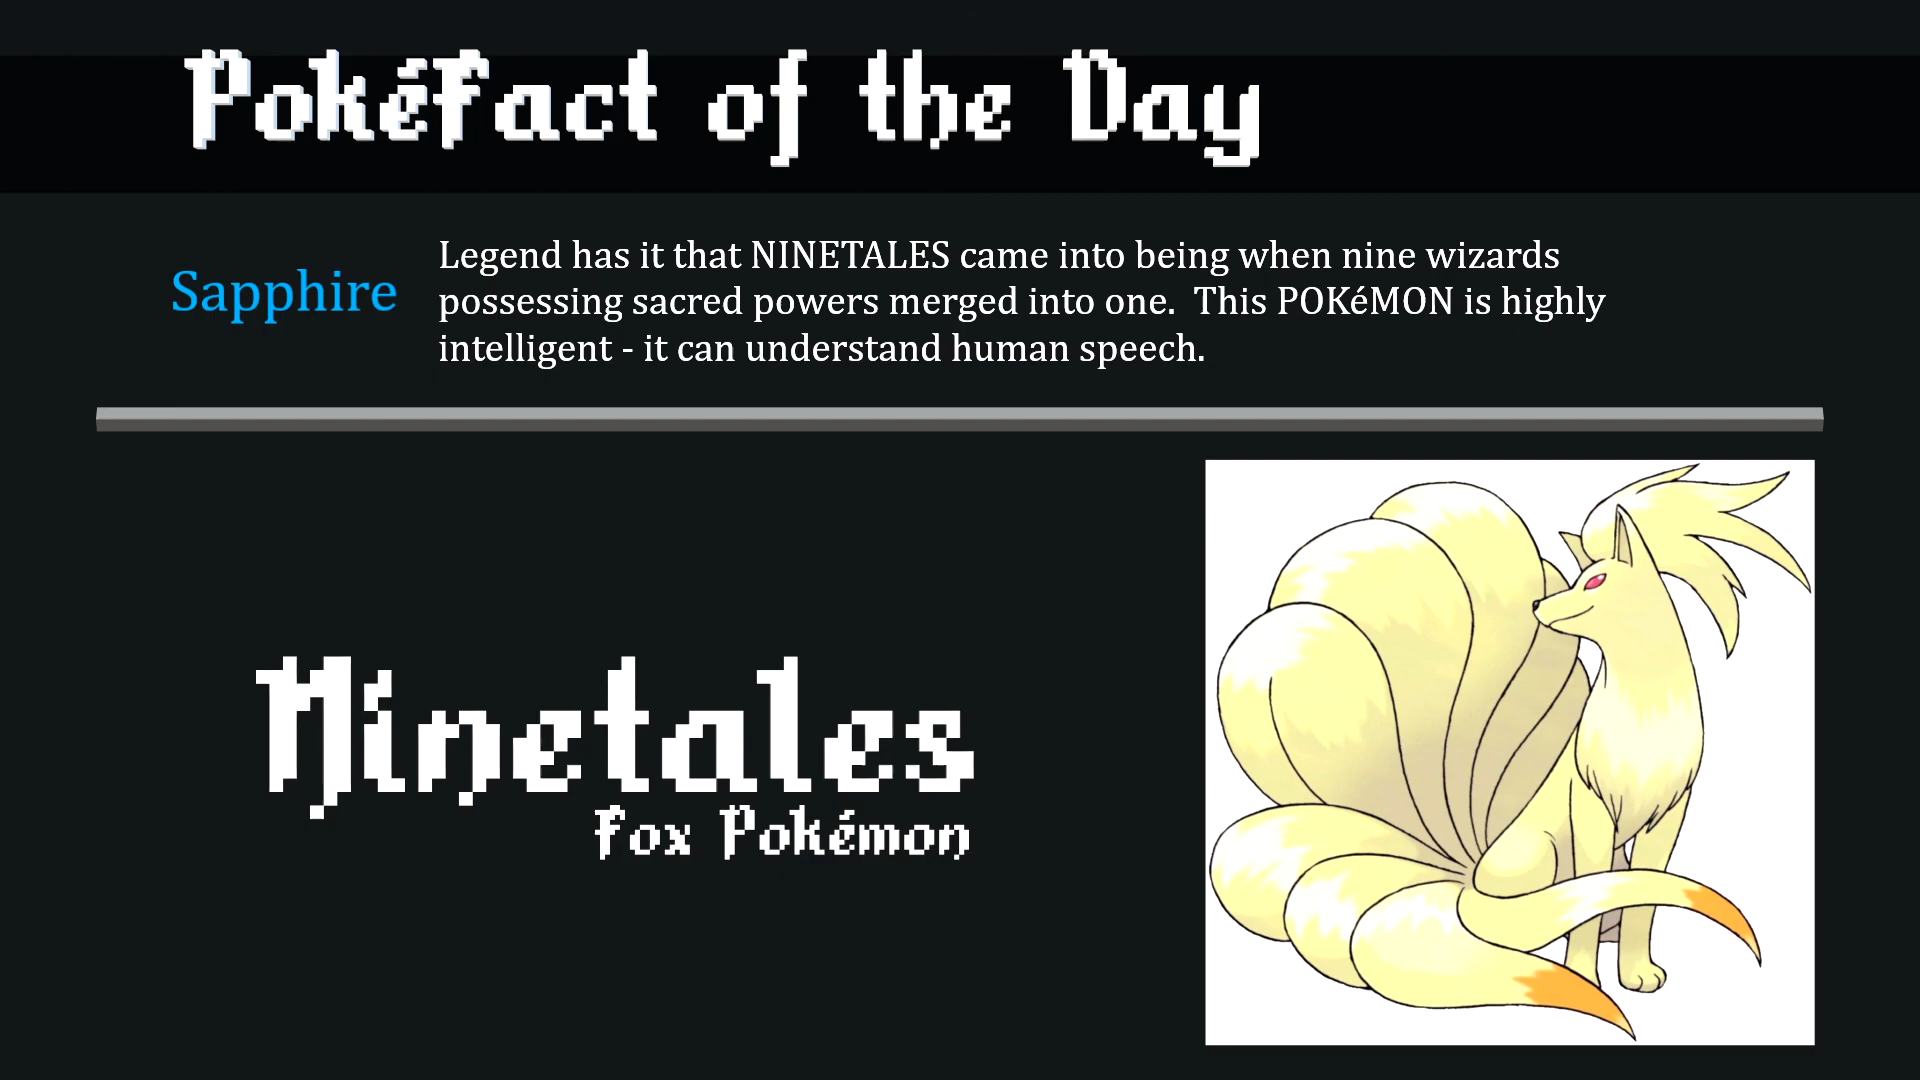 Pokéfact of the Day
Sapphire
Legend has it that NINETALES came into being when nine wizards
possessing sacred powers merged into one.  This POKéMON is highly
intelligent - it can understand human speech.
Ninetales
Fox Pokémon